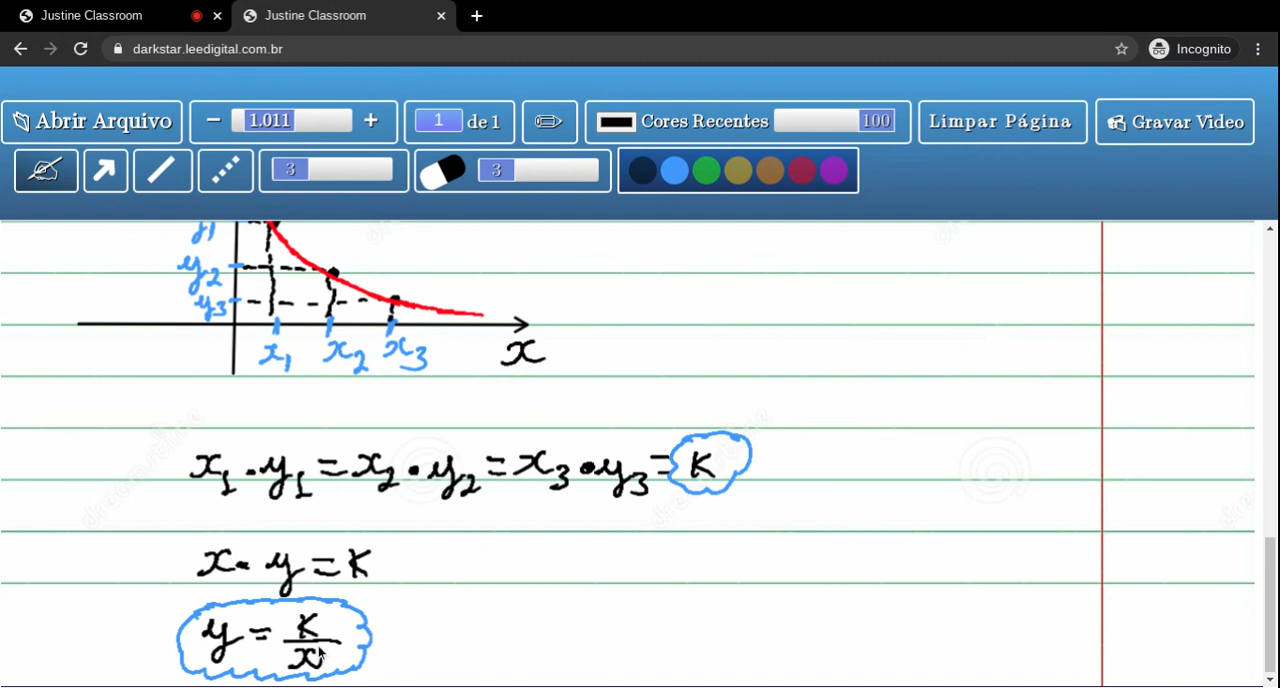 Justine Classroom
Justine Classroom
darkstar.leedigital.com.br
Incognito
Abrir Arquivo
1.011
1 de 1
Cores Recentes
100
Limpar Página
Gravar Video
3
3
y1
y2
y3
x1 x2 x3
x
x1 · y1 = x2 · y2 = x3 · y3 = K
x · y = K
y = K/x